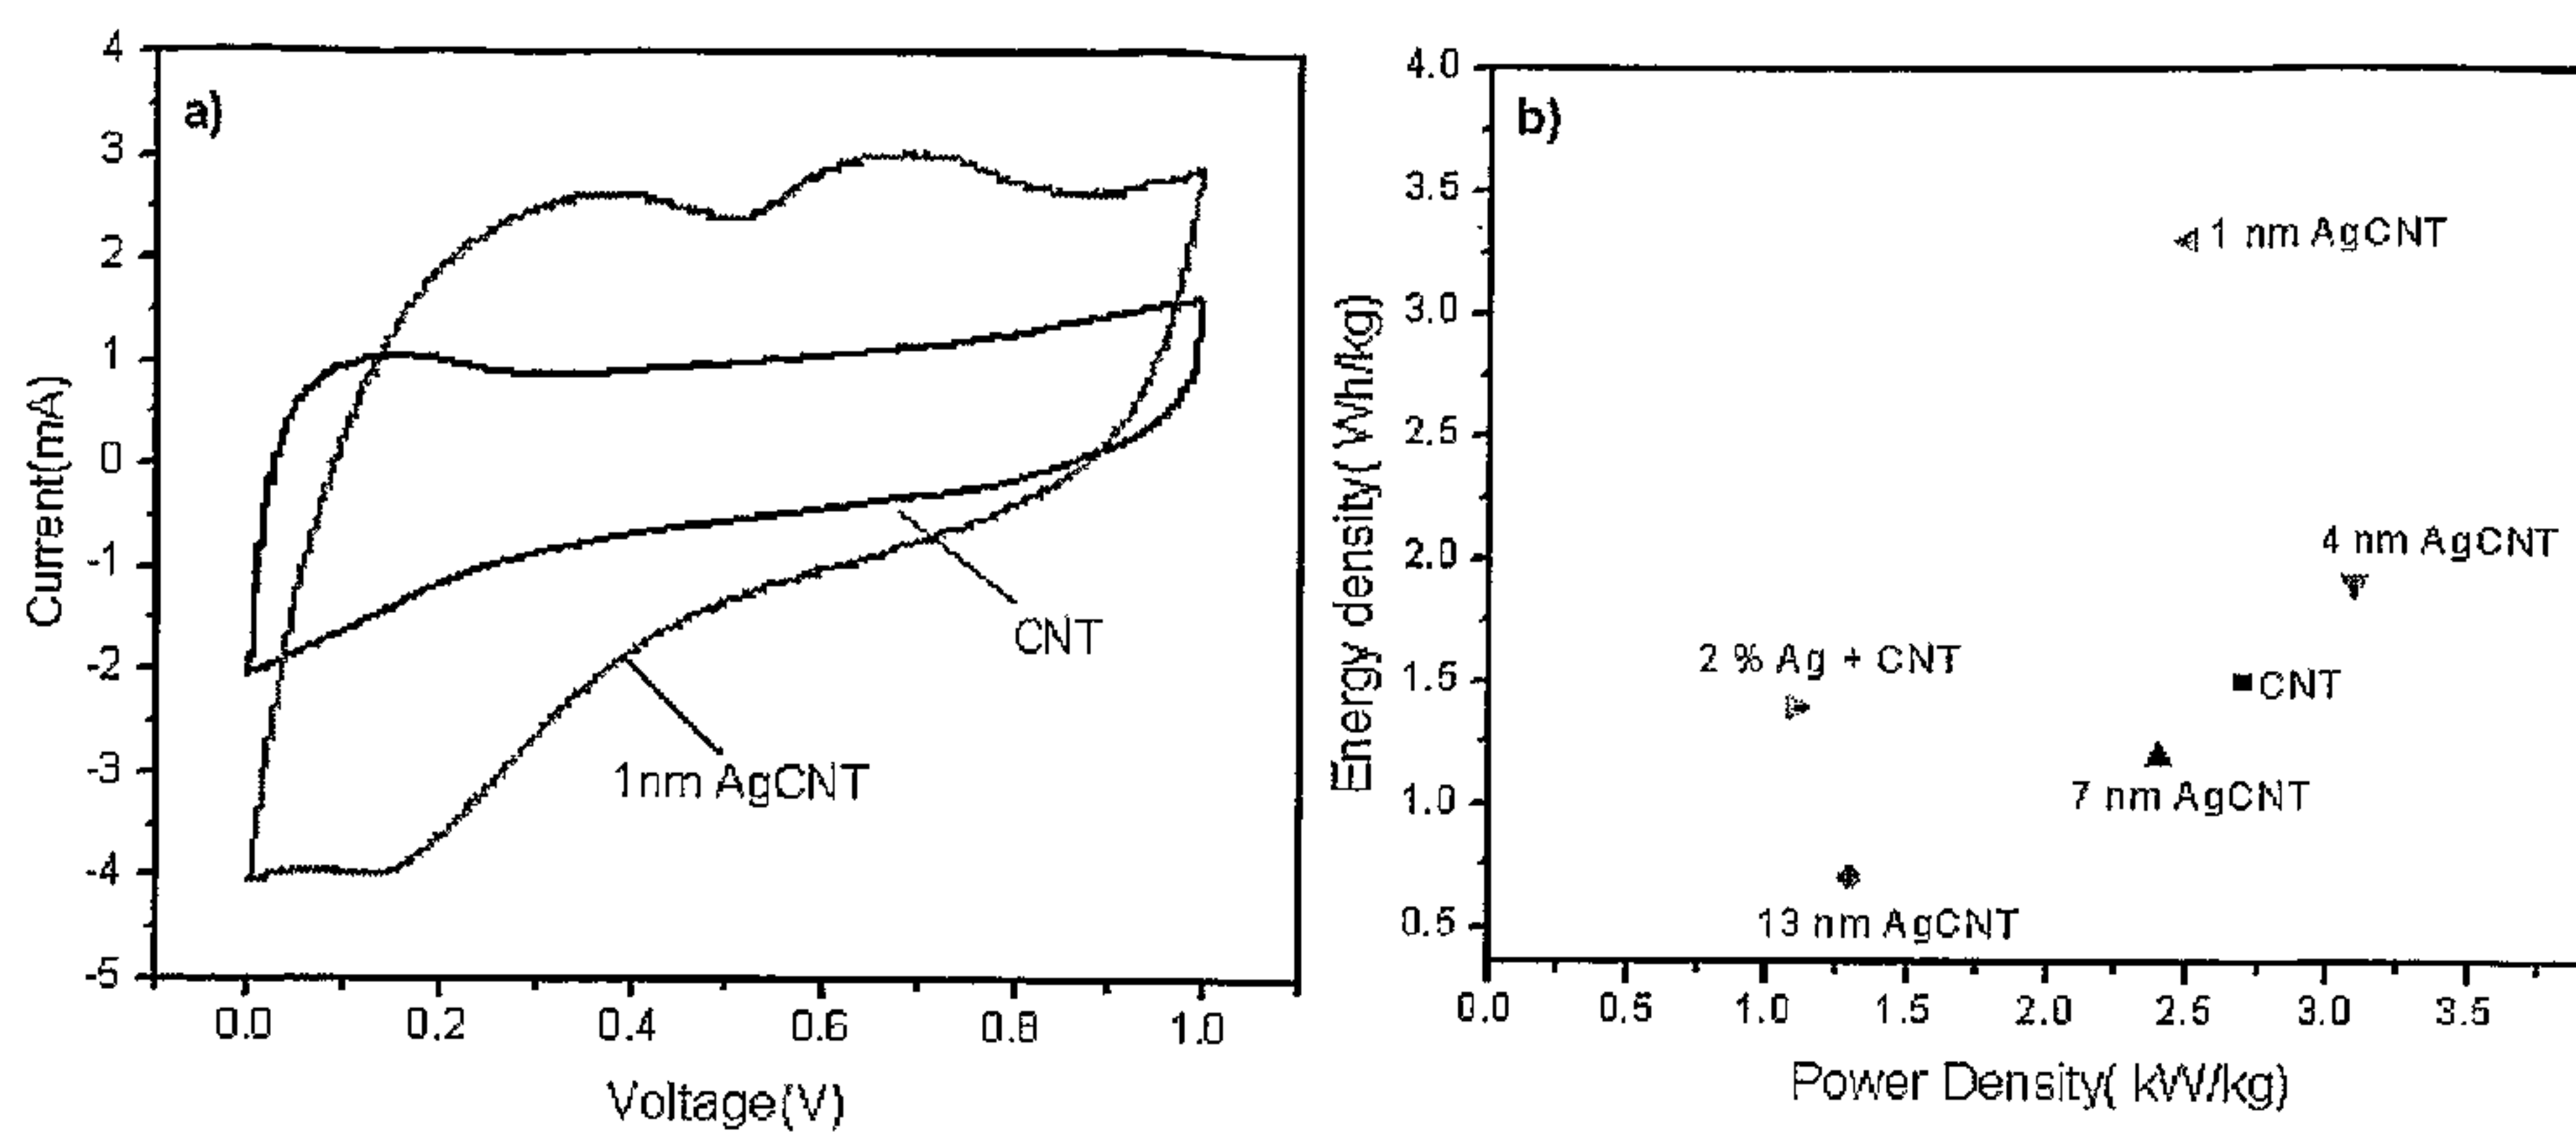 a)
4
3
2
1
0
-1
-2
-3
-4
-5
Current(mA)
CNT
1nm AgCNT
0.0 0.2 0.4 0.6 0.8 1.0
Voltage(V)
b)
4.0
3.5
3.0
2.5
2.0
1.5
1.0
0.5
Energy density( Wh/kg)
1 nm AgCNT
4 nm AgCNT
2 % Ag + CNT
CNT
7 nm AgCNT
13 nm AgCNT
0.0 0.5 1.0 1.5 2.0 2.5 3.0 3.5
Power Density( kW/kg)